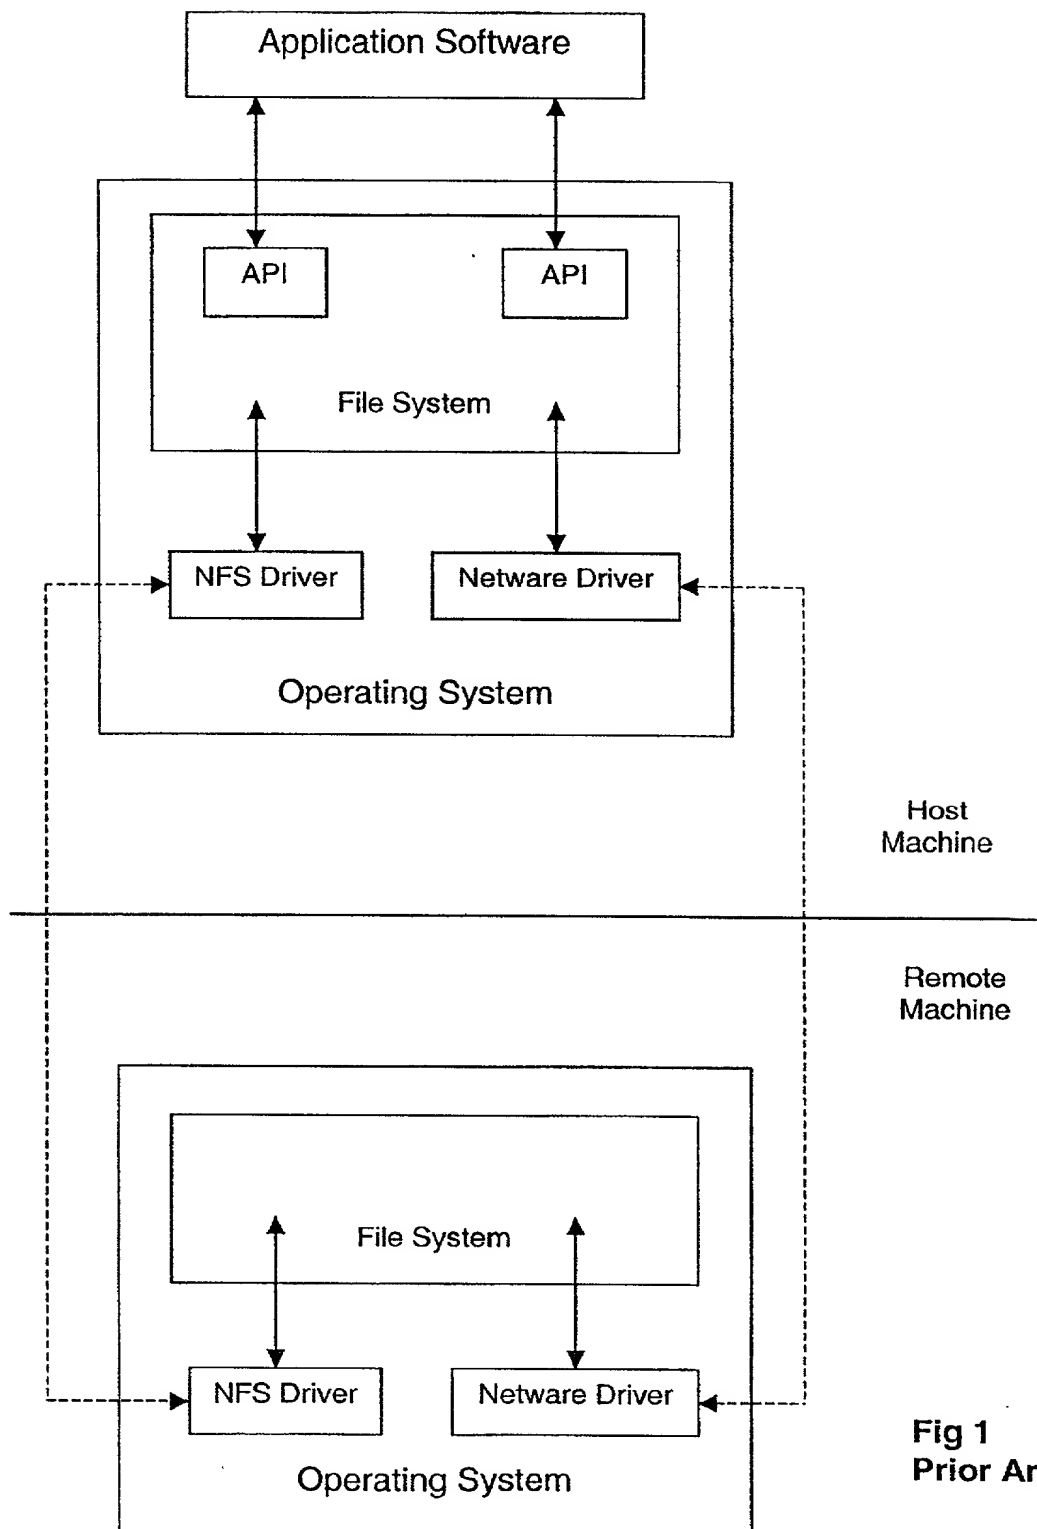 Application Software
API
API
File System
NFS Driver
Netware Driver
Operating System
Host
Machine
Remote
Machine
File System
NFS Driver
Netware Driver
Operating System
Fig 1
Prior